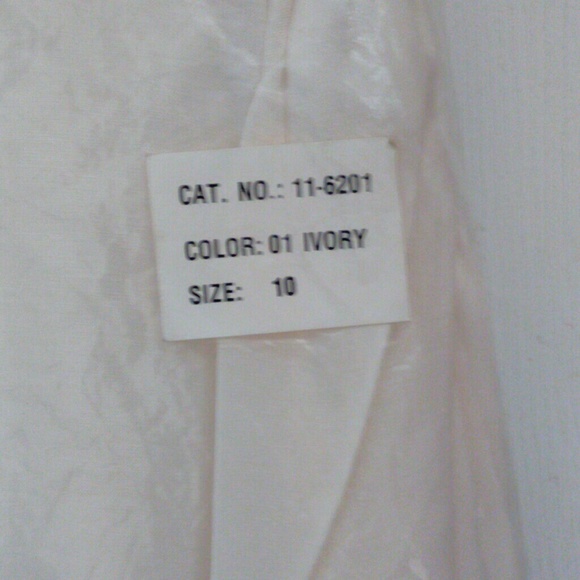 CAT. NO.: 11-6201
COLOR: 01 IVORY
SIZE: 10